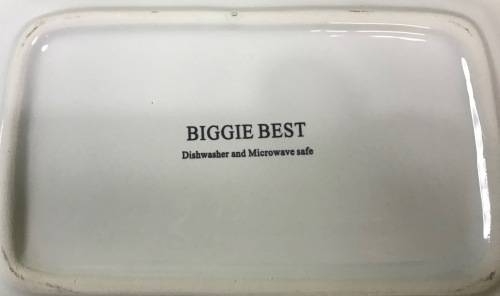 BIGGIE BEST
Dishwasher and Microwave safe